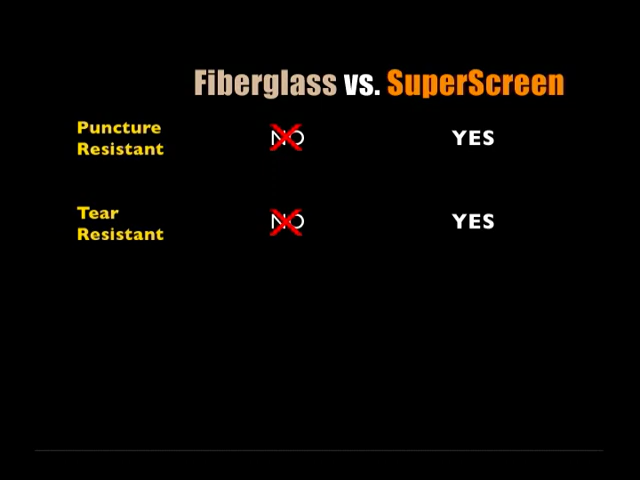 Fiberglass vs. SuperScreen
Puncture
Resistant
NO
YES
Tear
Resistant
NO
YES